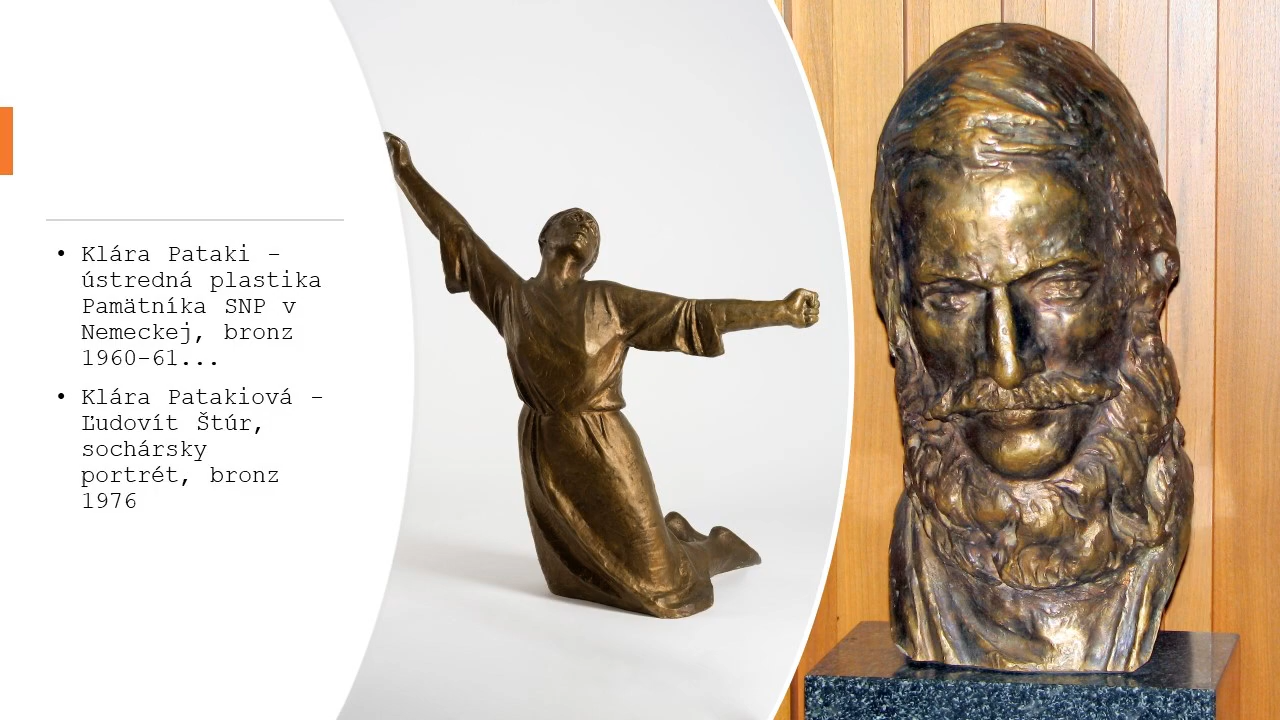 • Klára Pataki –
ústredná plastika
Pamätníka SNP v
Nemeckej, bronz
1960-61...
• Klára Patakiová –
Ľudovít Štúr,
sochársky
portrét, bronz
1976